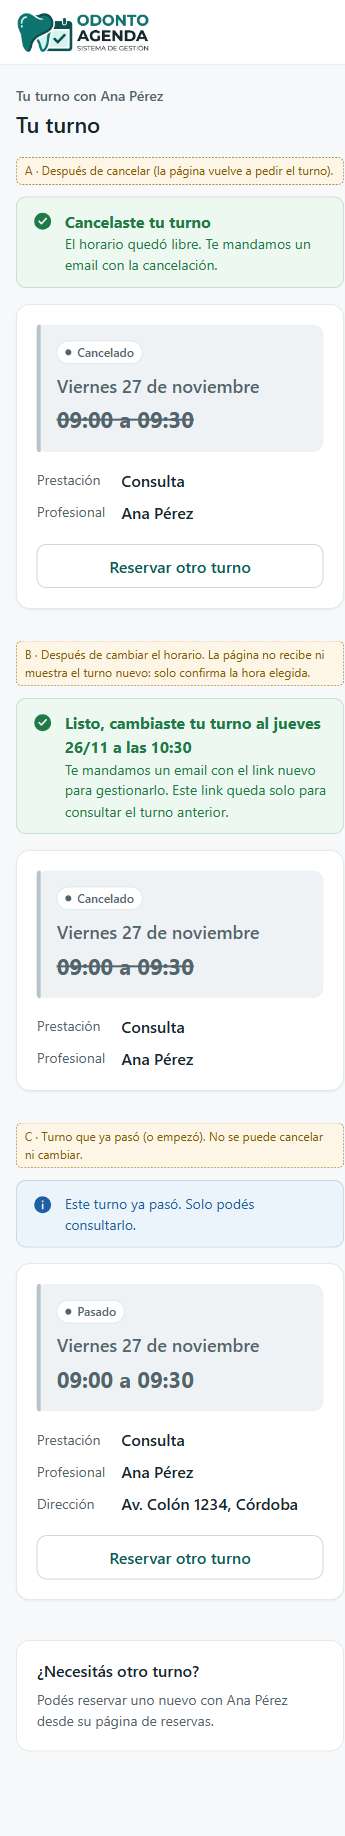 ODONTO
AGENDA
SISTEMA DE GESTIÓN
Tu turno con Ana Pérez
Tu turno
A · Después de cancelar (la página vuelve a pedir el turno).
Cancelaste tu turno
El horario quedó libre. Te mandamos un
email con la cancelación.
Cancelado
Viernes 27 de noviembre
09:00 a 09:30
Prestación Consulta
Profesional Ana Pérez
Reservar otro turno
B · Después de cambiar el horario. La página no recibe ni
muestra el turno nuevo: solo confirma la hora elegida.
Listo, cambiaste tu turno al jueves
26/11 a las 10:30
Te mandamos un email con el link nuevo
para gestionarlo. Este link queda solo para
consultar el turno anterior.
Cancelado
Viernes 27 de noviembre
09:00 a 09:30
Prestación Consulta
Profesional Ana Pérez
C · Turno que ya pasó (o empezó). No se puede cancelar
ni cambiar.
Este turno ya pasó. Solo podés
consultarlo.
Pasado
Viernes 27 de noviembre
09:00 a 09:30
Prestación Consulta
Profesional Ana Pérez
Dirección Av. Colón 1234, Córdoba
Reservar otro turno
¿Necesitás otro turno?
Podés reservar uno nuevo con Ana Pérez
desde su página de reservas.